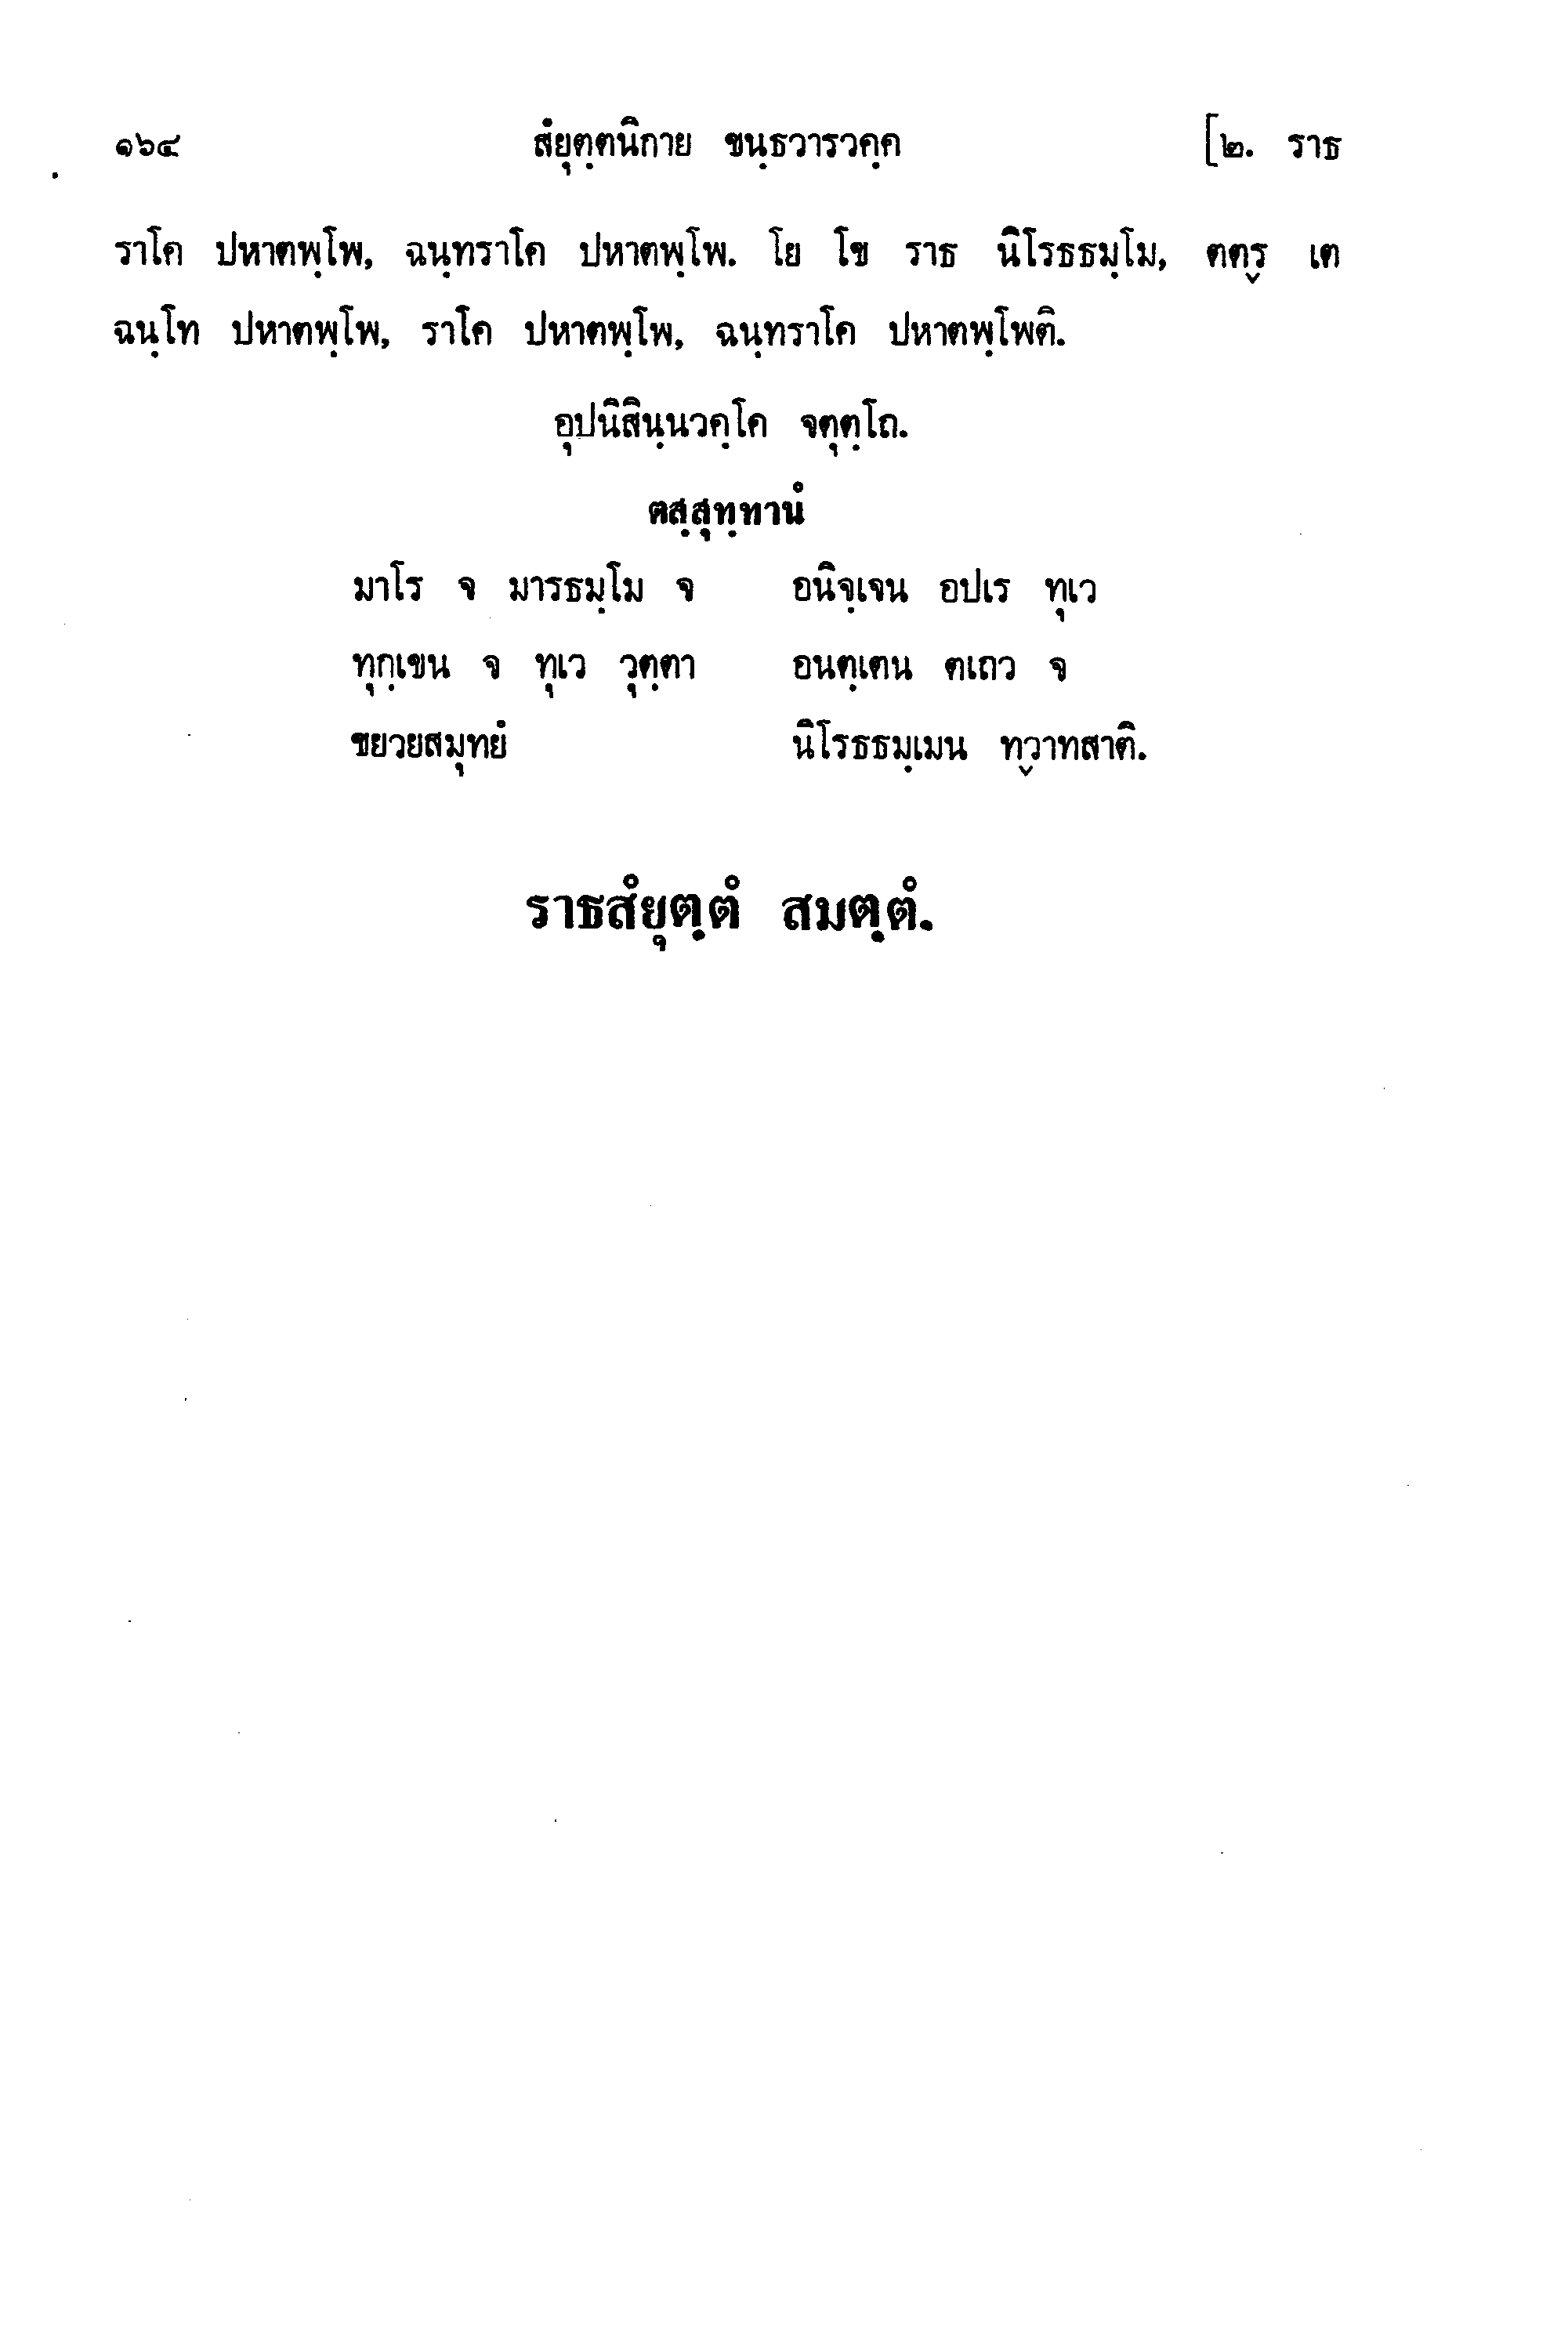 ๑๖๔ สํยุตฺตนิกาย ขนฺธวารวคฺค [๒. ราธ
ราโค ปหาตพฺโพ, ฉนฺทราโค ปหาตพฺโพ. โย โข ราธ นิโรธธมฺโม, ตตฺร เต
ฉนฺโท ปหาตพฺโพ, ราโค ปหาตพฺโพ, ฉนฺทราโค ปหาตพฺโพติ.
อุปนิสินฺนวคฺโค จตุตฺโถ.
ตสฺสุทฺทานํ
มาโร จ มารธมฺโม จ อนิจฺเจน อปเร ทุเว
ทุกฺเขน จ ทุเว วุตฺตา อนตฺเตน ตเถว จ
ขยวยสมุทยํ นิโรธธมฺเมน ทฺวาทสาติ.
ราธสํยุตฺตํ สมตฺตํ.